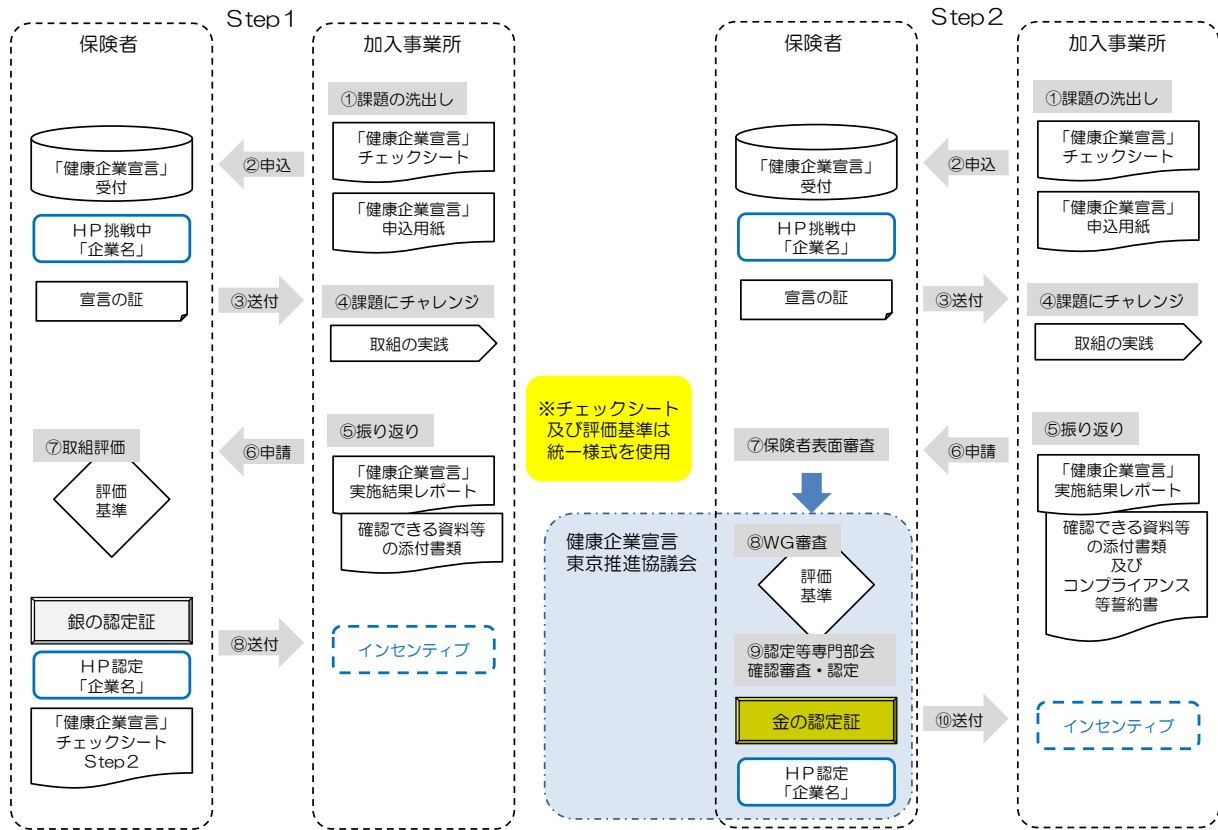 Step1
保険者
加入事業所
①課題の洗出し
「健康企業宣言」
チェックシート
②申込
「健康企業宣言」
受付
「健康企業宣言」
申込用紙
HP挑戦中
「企業名」
宣言の証
③送付
④課題にチャレンジ
取組の実践
⑤振り返り
⑥申請
⑦取組評価
「健康企業宣言」
実施結果レポート
評価
基準
確認できる資料等
の添付書類
銀の認定証
⑧送付
インセンティブ
HP認定
「企業名」
「健康企業宣言」
チェックシート
Step2
※チェックシート
及び評価基準は
統一様式を使用
Step2
保険者
加入事業所
①課題の洗出し
「健康企業宣言」
チェックシート
②申込
「健康企業宣言」
受付
「健康企業宣言」
申込用紙
HP挑戦中
「企業名」
宣言の証
③送付
④課題にチャレンジ
取組の実践
⑤振り返り
⑥申請
⑦保険者表面審査
「健康企業宣言」
実施結果レポート
確認できる資料等
の添付書類
及び
コンプライアンス
等誓約書
健康企業宣言
東京推進協議会
⑧WG審査
評価
基準
⑨認定等専門部会
確認審査・認定
金の認定証
⑩送付
インセンティブ
HP認定
「企業名」